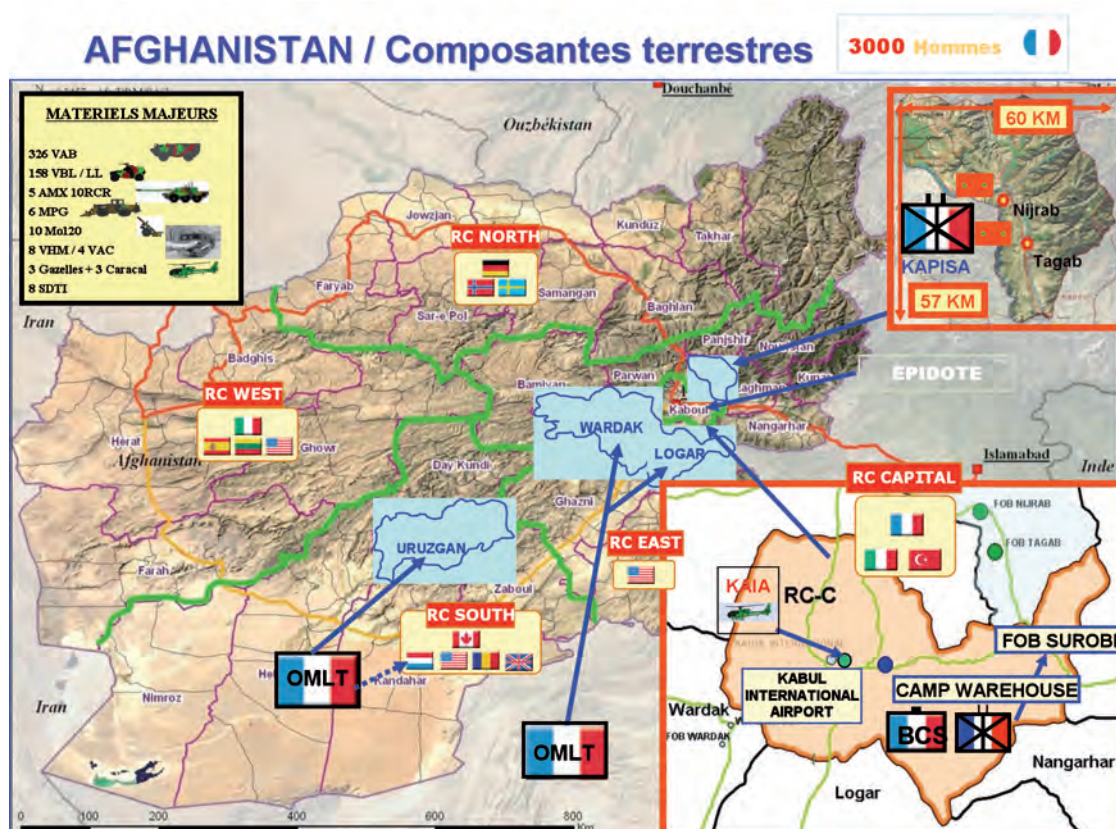 AFGHANISTAN / Composantes terrestres
3000 Hommes
MATERIELS MAJEURS
326 VAB
158 VBL / LL
5 AMX 10RCR
6 MPG
10 Mo120
8 VHM / 4 VAC
3 Gazelles + 3 Caracal
8 SDTI
Douchanbé
Ouzbékistan
60 KM
Nijrab
KAPISA
Tagab
57 KM
Jowzjan
Kunduz
Takhar
RC NORTH
Faryab
Samangan
Sar-e Pol
Baghlan
Iran
Badghis
Panjshir
Parwan
Bamiyan
Laghman
Kunar
EPIDOTE
Kaboul
Nangarhar
RC WEST
WARDAK
LOGAR
Hérat
Ghowr
Afghanistan
Day Kundi
Islamabad
Inde
Ghazni
RC CAPITAL
FOB NIJRAB
FOB TAGAB
URUZGAN
RC EAST
Farah
Zaboul
KAIA
RC-C
RC SOUTH
FOB SUROBI
OMLT
Kandahar
KABUL
INTERNATIONAL
AIRPORT
CAMP WAREHOUSE
Nimroz
Iran
Wardak
FOB WARDAK
BCS
OMLT
Nangarhar
Logar
0 100 200 400 600 800
Km